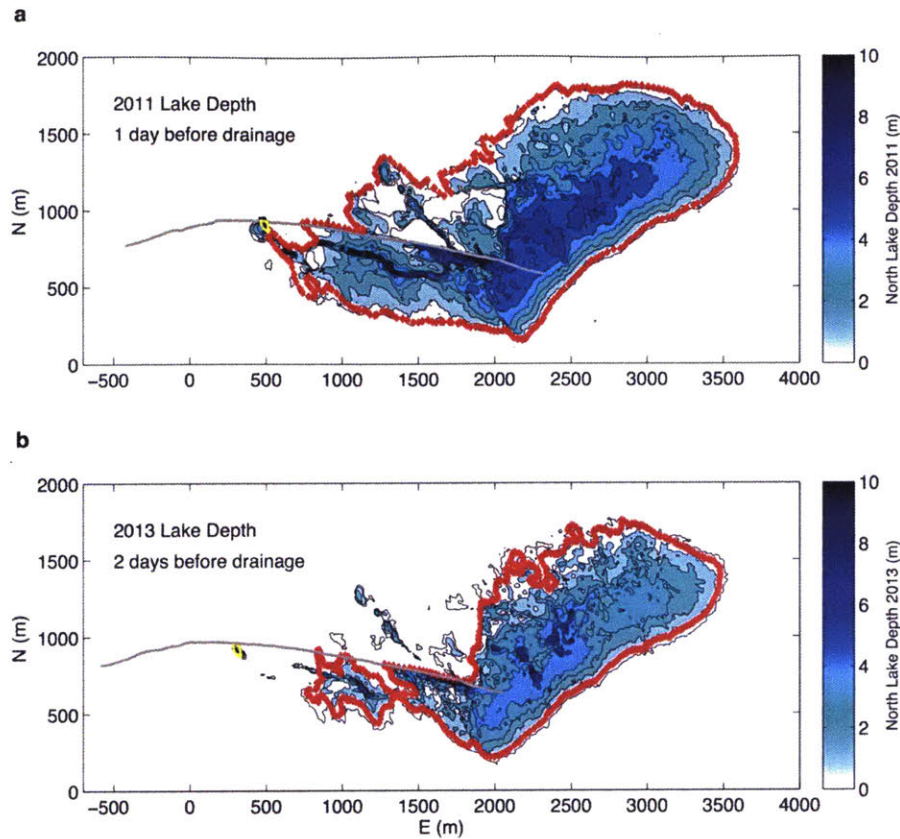 a
2000
1500
1000
500
0
N (m)
2011 Lake Depth
1 day before drainage
−500 0 500 1000 1500 2000 2500 3000 3500 4000
10
8
6
4
2
0
North Lake Depth 2011 (m)
b
2000
1500
1000
500
0
N (m)
2013 Lake Depth
2 days before drainage
−500 0 500 1000 1500 2000 2500 3000 3500 4000
E (m)
10
8
6
4
2
0
North Lake Depth 2013 (m)